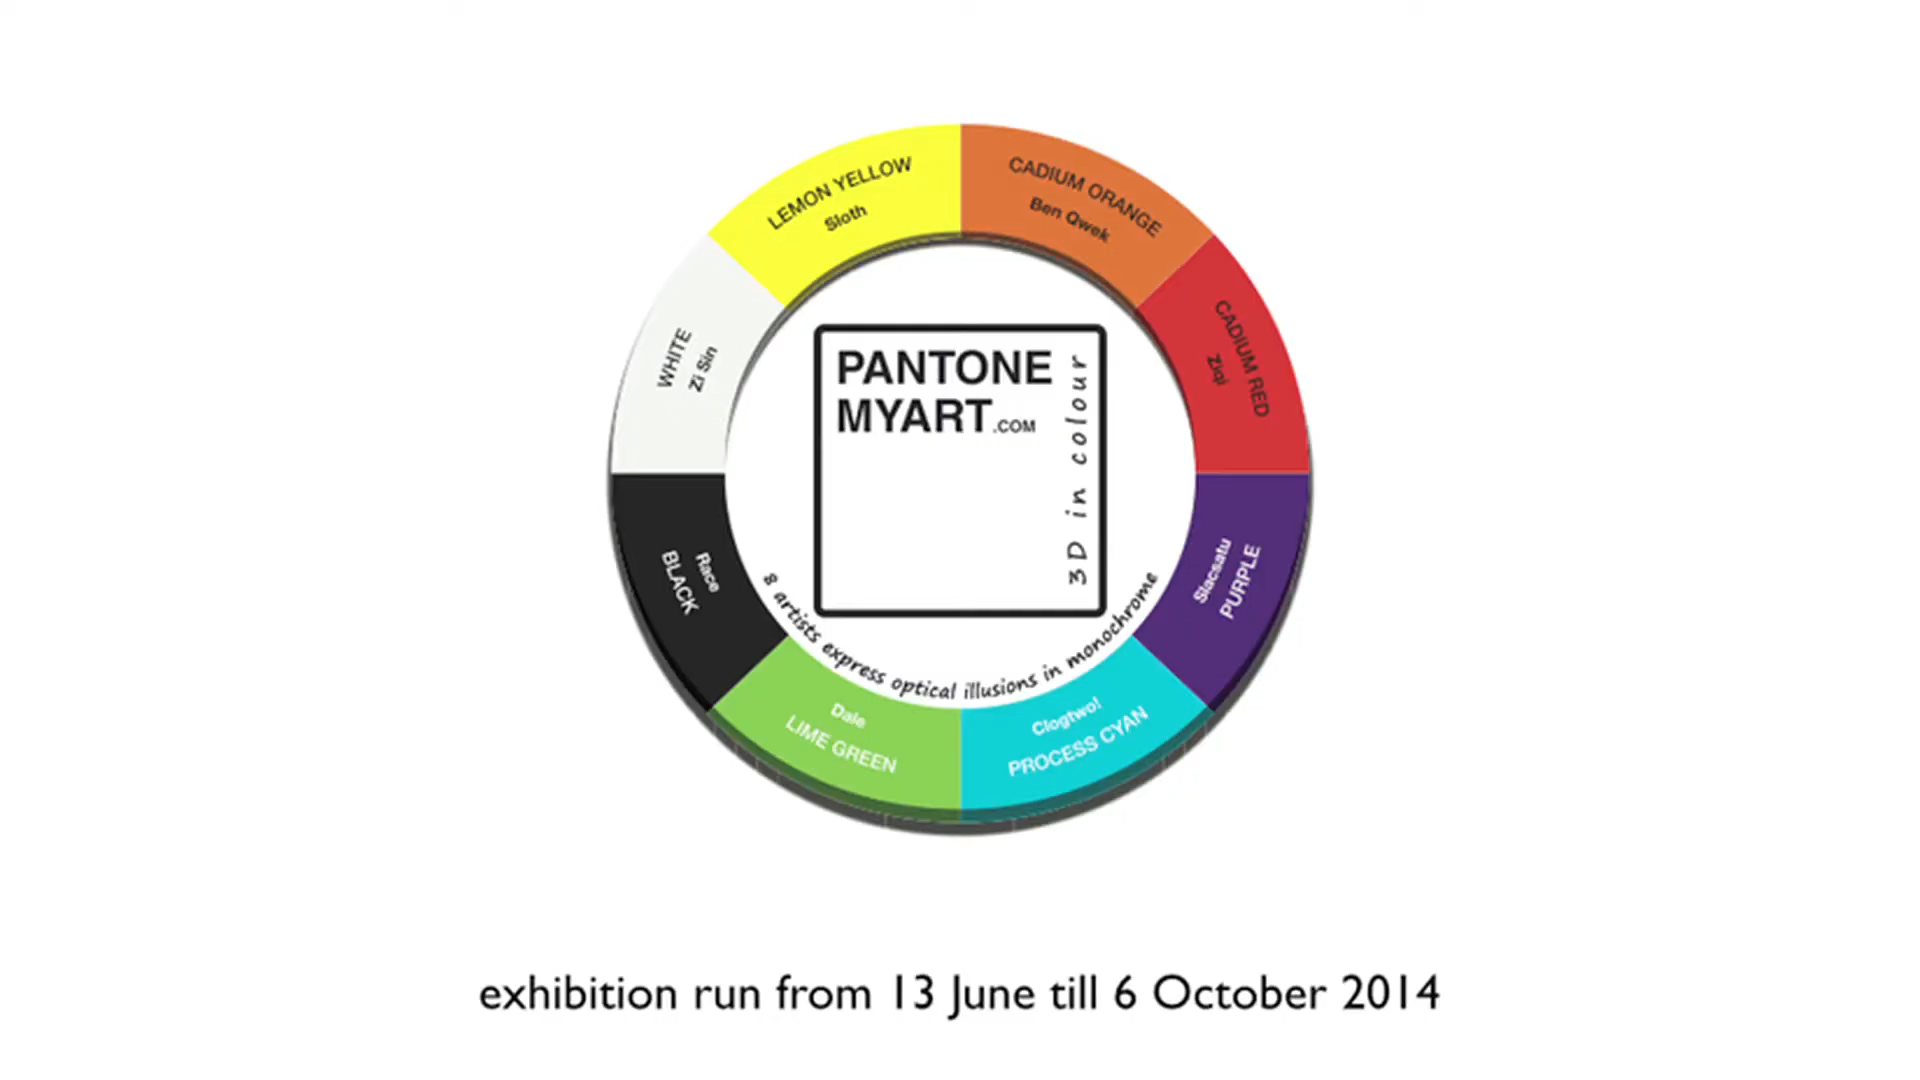 LEMON YELLOW
Sloth
CADIUM ORANGE
Ben Qwek
CADIUM RED
Ziqi
WHITE
Zi Sin
PANTONE
MYART.COM
3D in colour
Race
BLACK
Slacsatu
PURPLE
8 artists express optical illusions in monochrome
Dale
LIME GREEN
Clogtwo!
PROCESS CYAN
exhibition run from 13 June till 6 October 2014